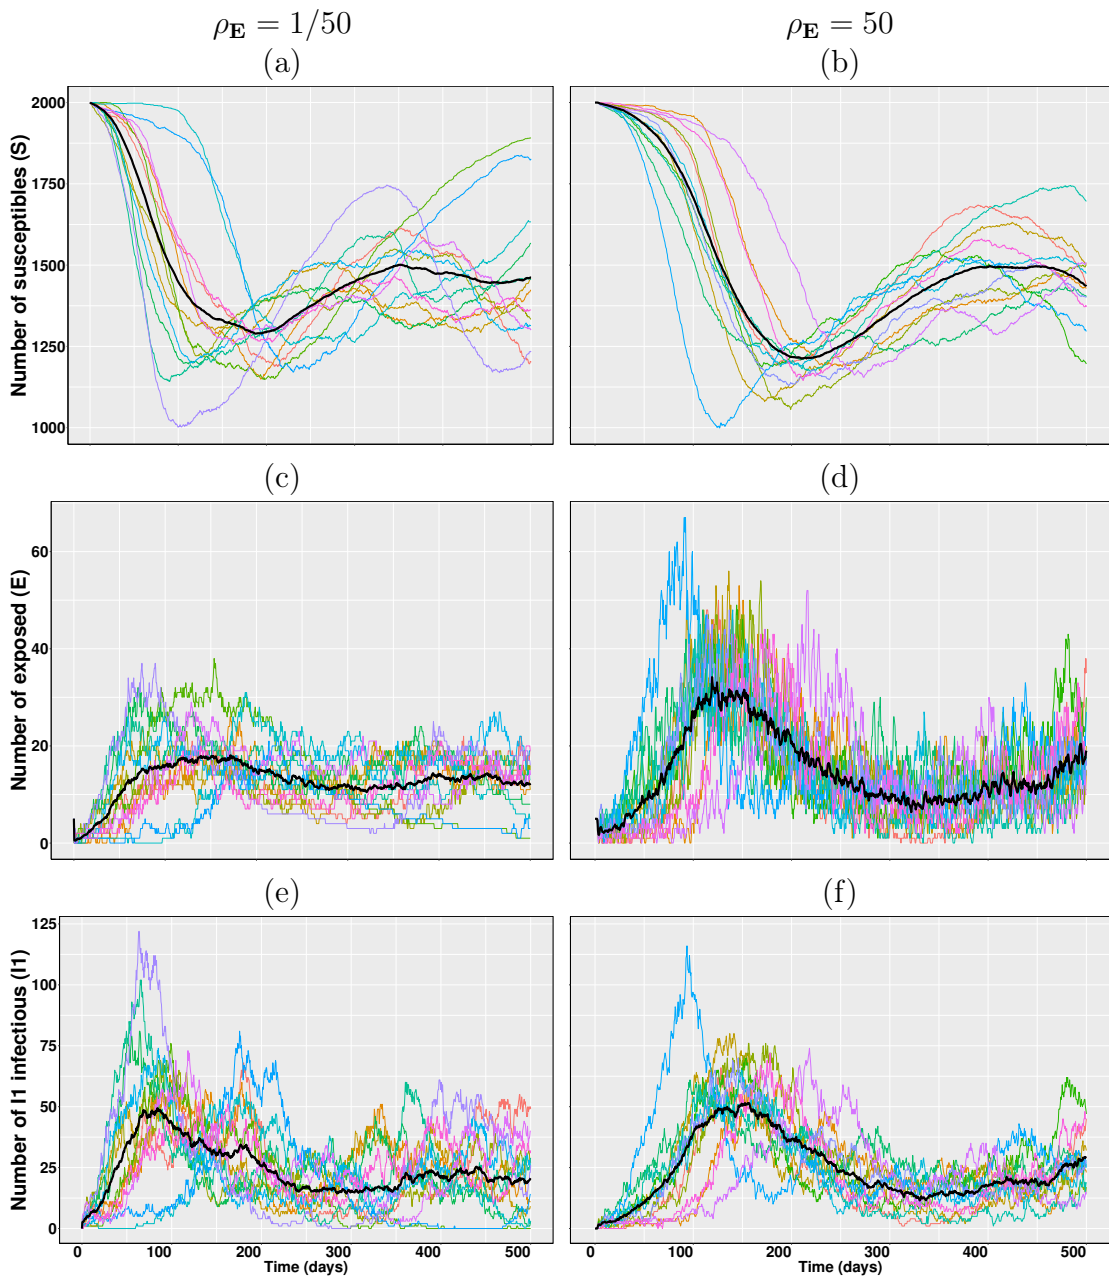 ρ_E = 1/50
ρ_E = 50
(a)
(b)
Number of susceptibles (S)
2000
1750
1500
1250
1000
(c)
(d)
Number of exposed (E)
60
40
20
0
(e)
(f)
Number of I1 infectious (I1)
125
100
75
50
25
0
0 100 200 300 400 500
Time (days)
0 100 200 300 400 500
Time (days)